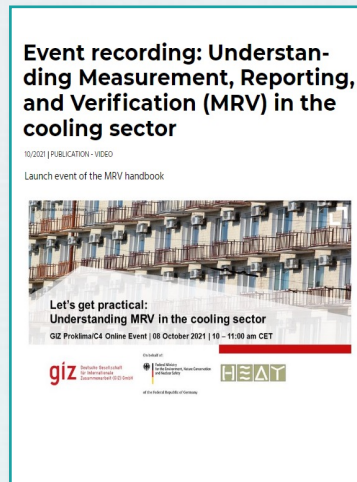 Event recording: Understan-
ding Measurement, Reporting,
and Verification (MRV) in the
cooling sector
10/2021 | PUBLICATION - VIDEO
Launch event of the MRV handbook
Let's get practical:
Understanding MRV in the cooling sector
GIZ Proklima/C4 Online Event | 08 October 2021 | 10 – 11:00 am CET
On behalf of:
giz Deutsche Gesellschaft
für Internationale
Zusammenarbeit (GIZ) GmbH
Federal Ministry
for the Environment, Nature Conservation
and Nuclear Safety
HEAT
of the Federal Republic of Germany